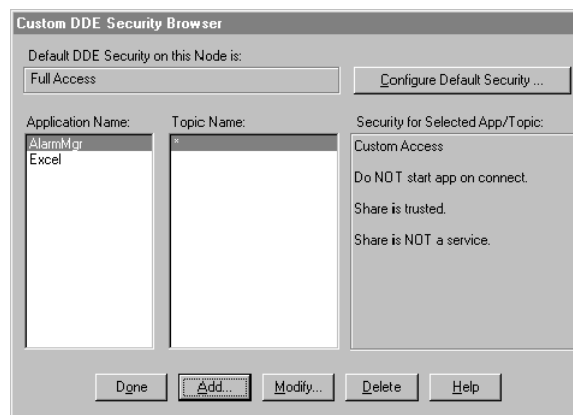 Custom DDE Security Browser
Default DDE Security on this Node is:
Full Access
Configure Default Security ...
Application Name:
Topic Name:
Security for Selected App/Topic:
AlarmMgr
Excel
*
Custom Access
Do NOT start app on connect.
Share is trusted.
Share is NOT a service.
Done
Add...
Modify...
Delete
Help